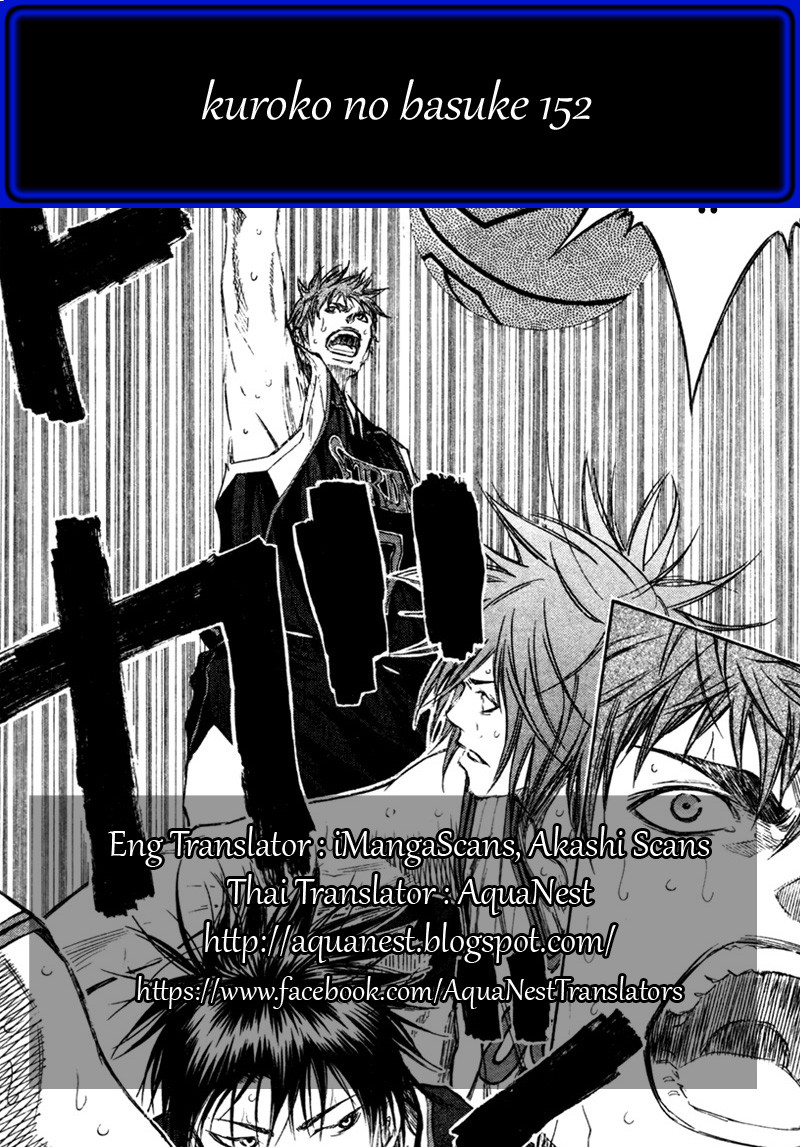 kuroko no basuke 152
Eng Translator : iMangaScans, Akashi Scans
Thai Translator : AquaNest
http://aquanest.blogspot.com/
https://www.facebook.com/AquaNestTranslators